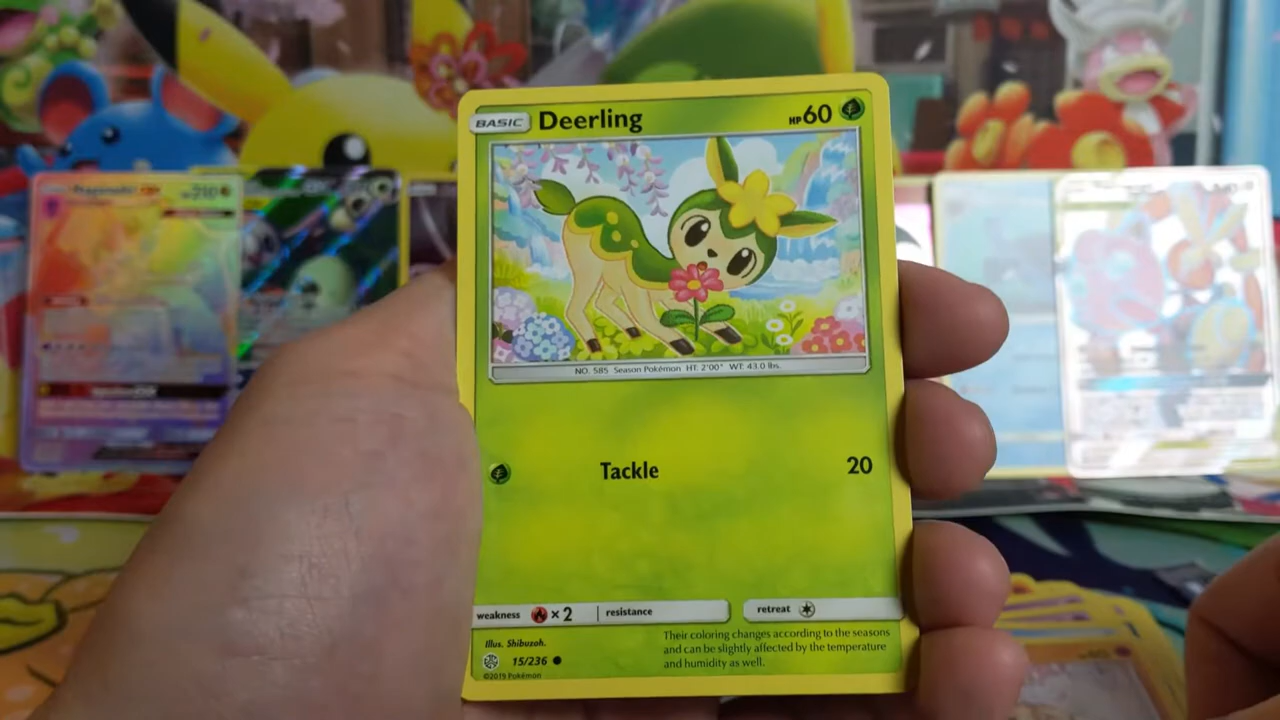 BASIC Deerling HP60
NO. 585 Season Pokémon HT: 2'00" WT: 43.0 lbs.
Tackle 20
weakness ×2 resistance retreat
Illus. Shibuzoh.
15/236
©2019 Pokémon
Their coloring changes according to the seasons
and can be slightly affected by the temperature
and humidity as well.